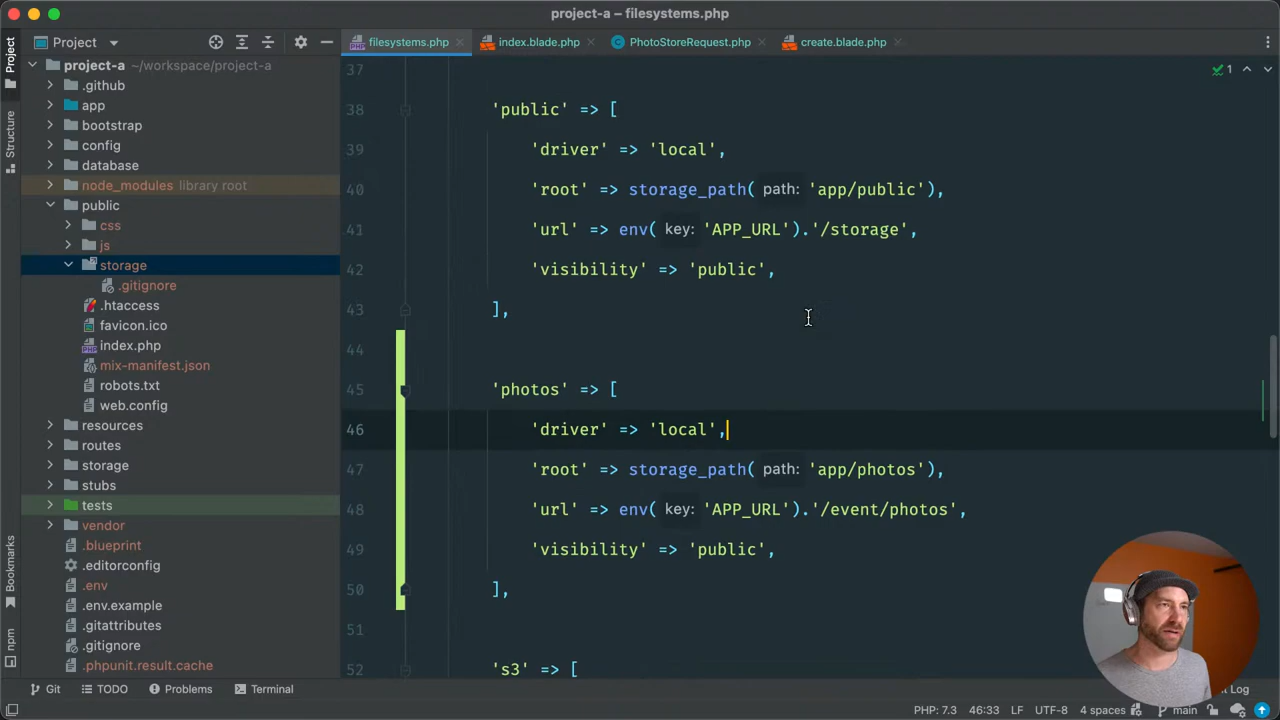 project-a – filesystems.php
Project
filesystems.php
index.blade.php
PhotoStoreRequest.php
create.blade.php
Project
Structure
Bookmarks
npm
project-a ~/workspace/project-a
.github
app
bootstrap
config
database
node_modules library root
public
css
js
storage
.gitignore
.htaccess
favicon.ico
index.php
mix-manifest.json
robots.txt
web.config
resources
routes
storage
stubs
tests
vendor
.blueprint
.editorconfig
.env
.env.example
.gitattributes
.gitignore
.phpunit.result.cache
1
37
38 'public' => [
39 'driver' => 'local',
40 'root' => storage_path( path: 'app/public'),
41 'url' => env( key: 'APP_URL').'/storage',
42 'visibility' => 'public',
43 ],
44
45 'photos' => [
46 'driver' => 'local',
47 'root' => storage_path( path: 'app/photos'),
48 'url' => env( key: 'APP_URL').'/event/photos',
49 'visibility' => 'public',
50 ],
51
52 's3' => [
Git
TODO
Problems
Terminal
Log
PHP: 7.3 46:33 LF UTF-8 4 spaces main